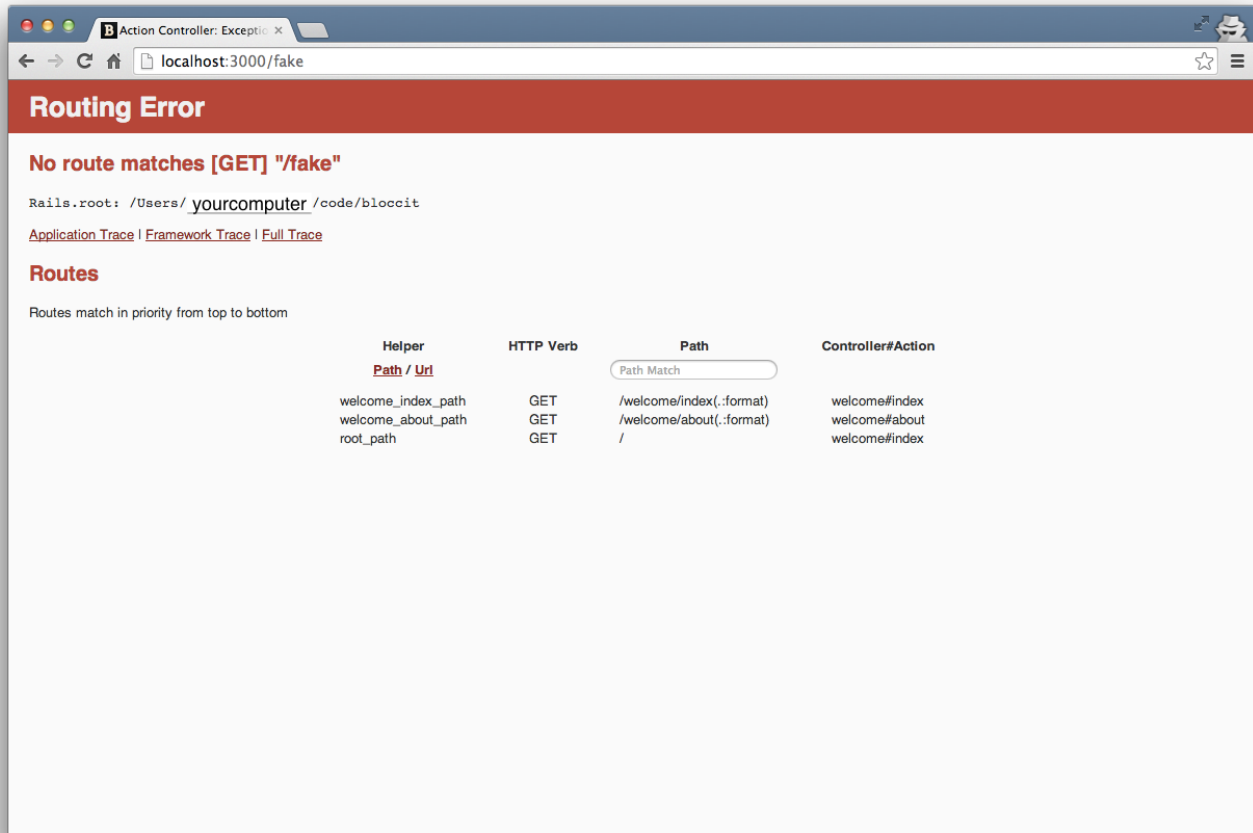 B Action Controller: Exceptio
localhost:3000/fake
Routing Error
No route matches [GET] "/fake"
Rails.root: /Users/ yourcomputer /code/bloccit
Application Trace | Framework Trace | Full Trace
Routes
Routes match in priority from top to bottom
Helper HTTP Verb Path Controller#Action
Path / Url Path Match
welcome_index_path GET /welcome/index(.:format) welcome#index
welcome_about_path GET /welcome/about(.:format) welcome#about
root_path GET / welcome#index